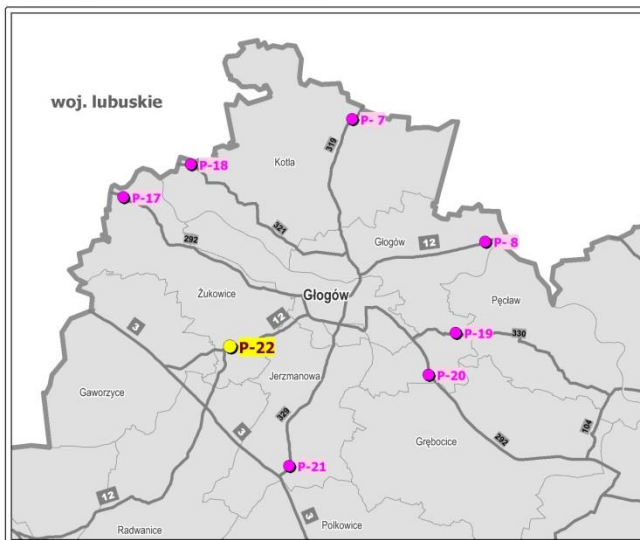 woj. lubuskie
P- 7
319
Kotla
P-18
P-17
321
292
Głogów
12
P- 8
Żukowice
12
Głogów
Pęcław
3
P-22
P-19
330
Jerzmanowa
P-20
Gaworzyce
329
3
Grębocice
104
292
P-21
12
3
Radwanice
Polkowice